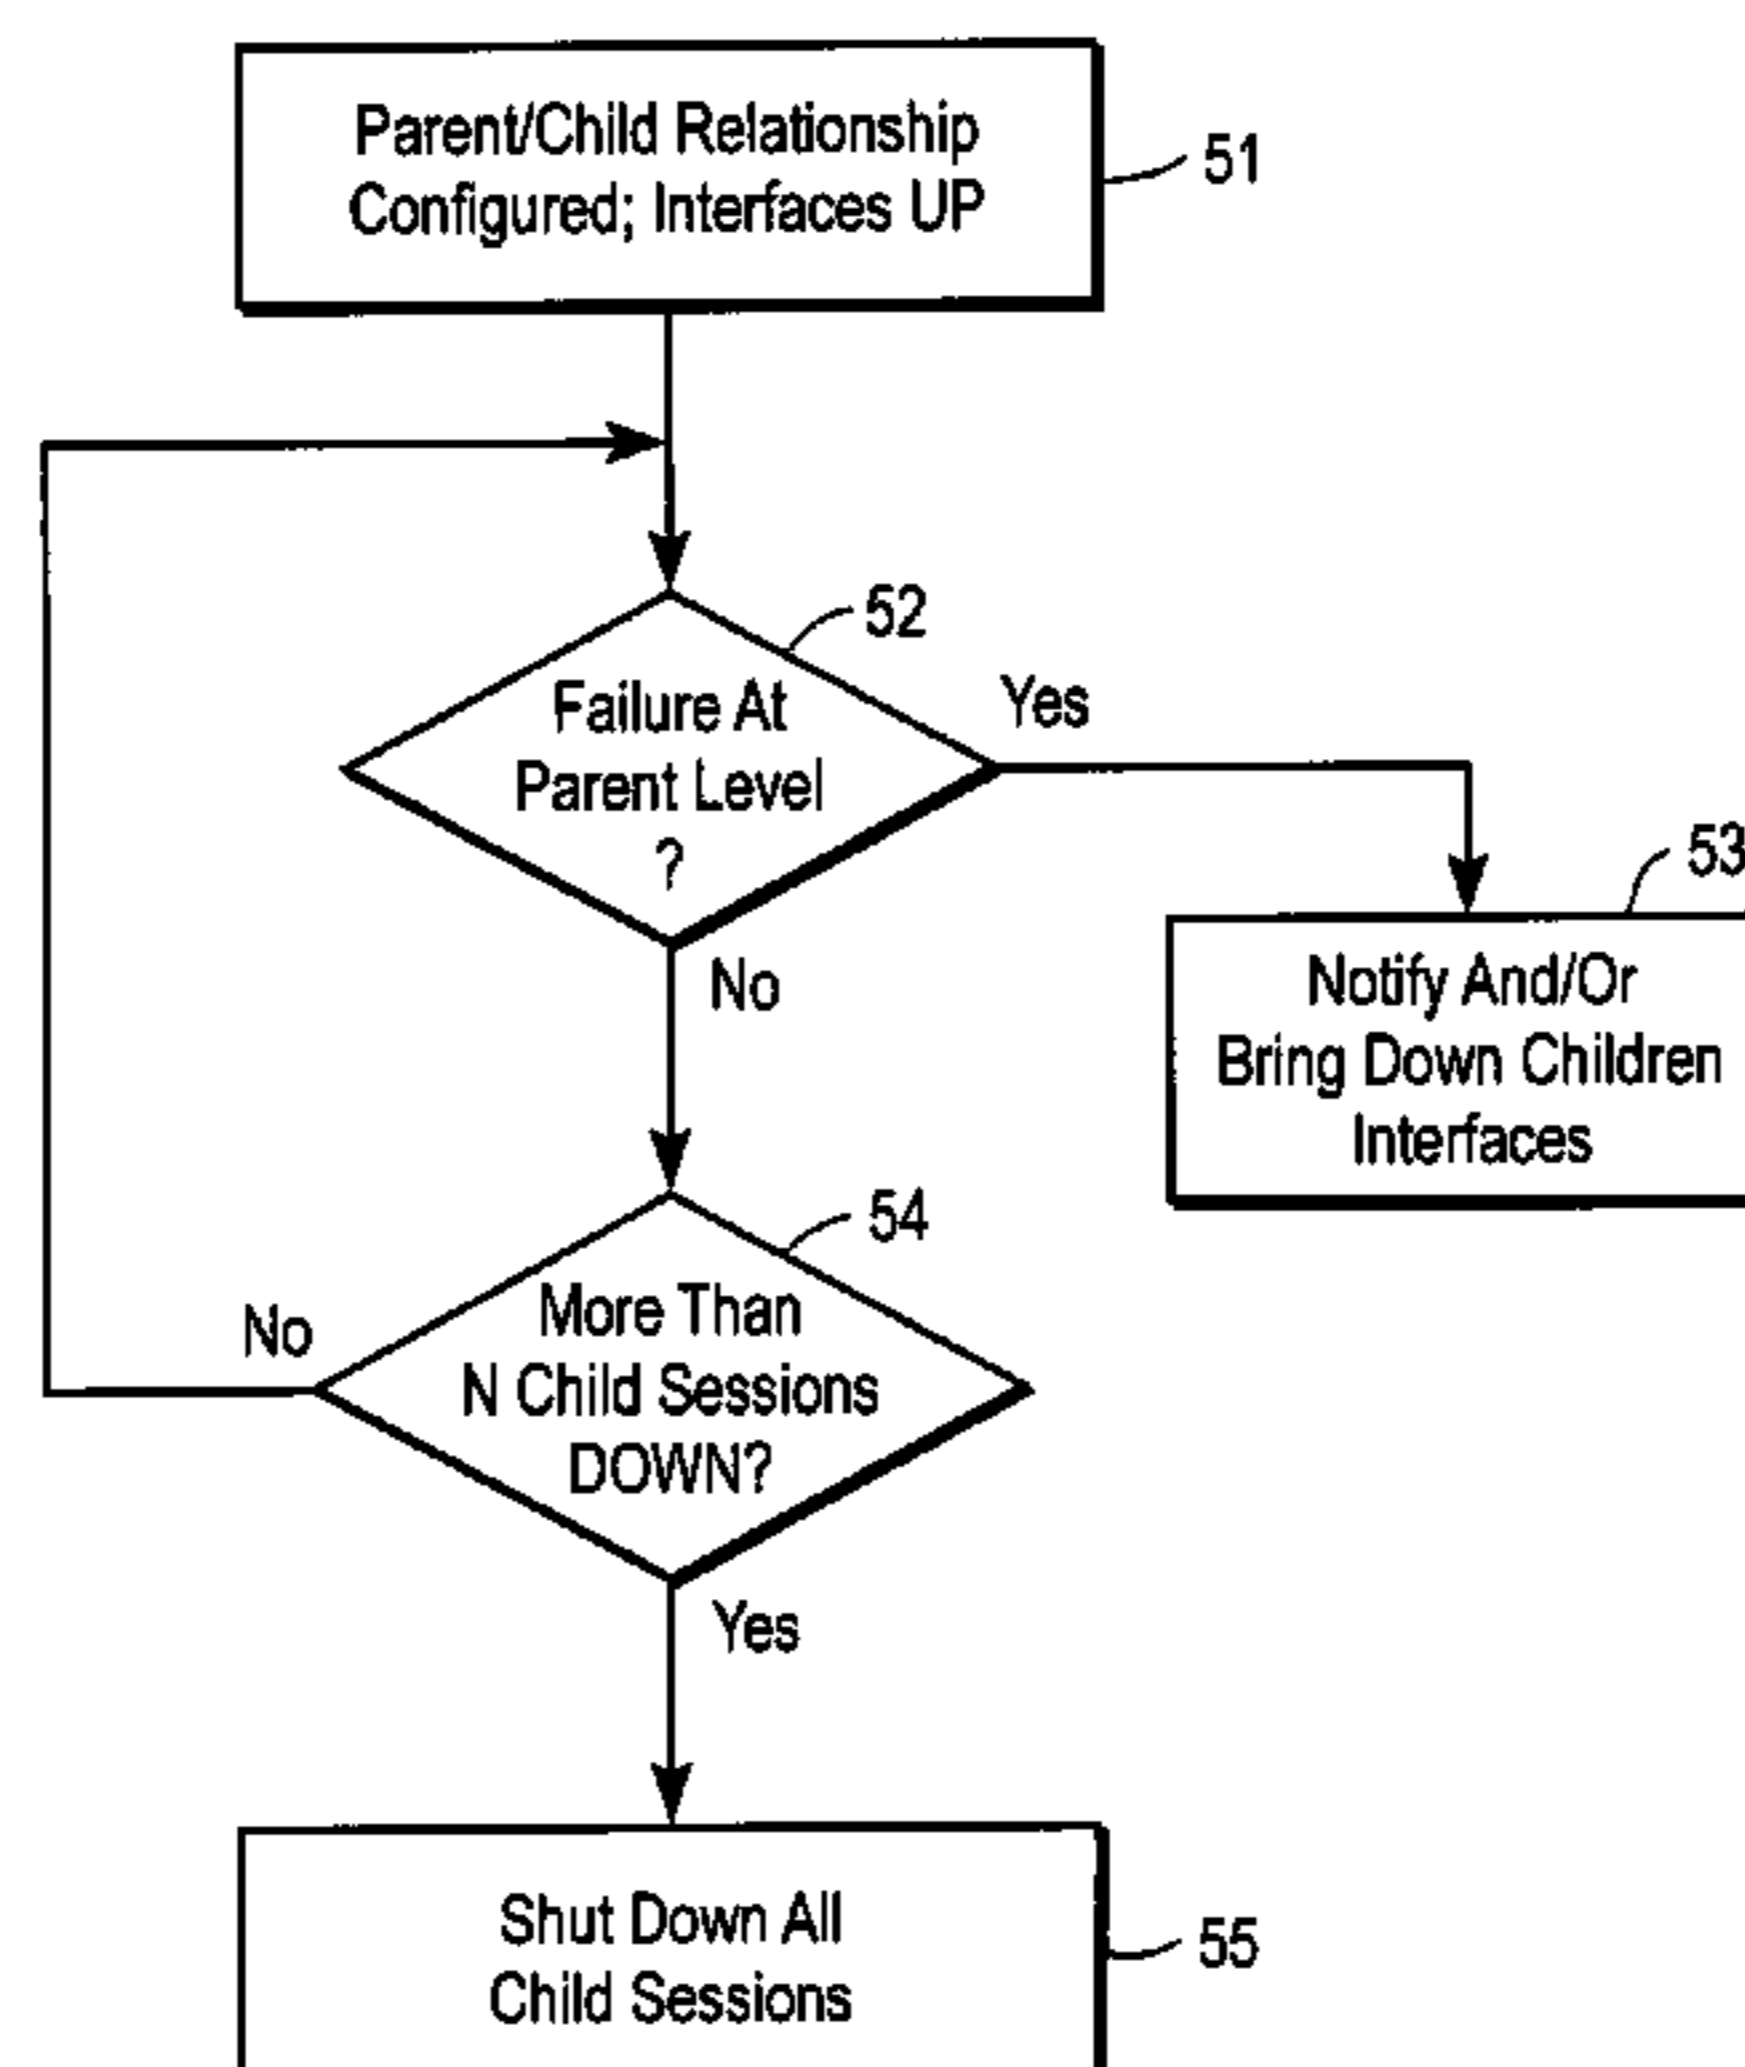 Parent/Child Relationship
Configured; Interfaces UP
51
52
Failure At
Parent Level
?
Yes
No
53
Notify And/Or
Bring Down Children
Interfaces
54
More Than
N Child Sessions
DOWN?
No
Yes
Shut Down All
Child Sessions
55